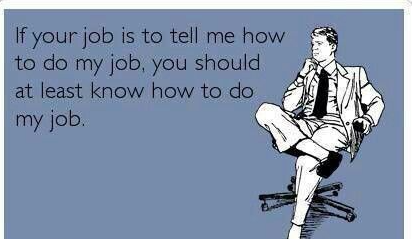 If your job is to tell me how
to do my job, you should
at least know how to do
my job.